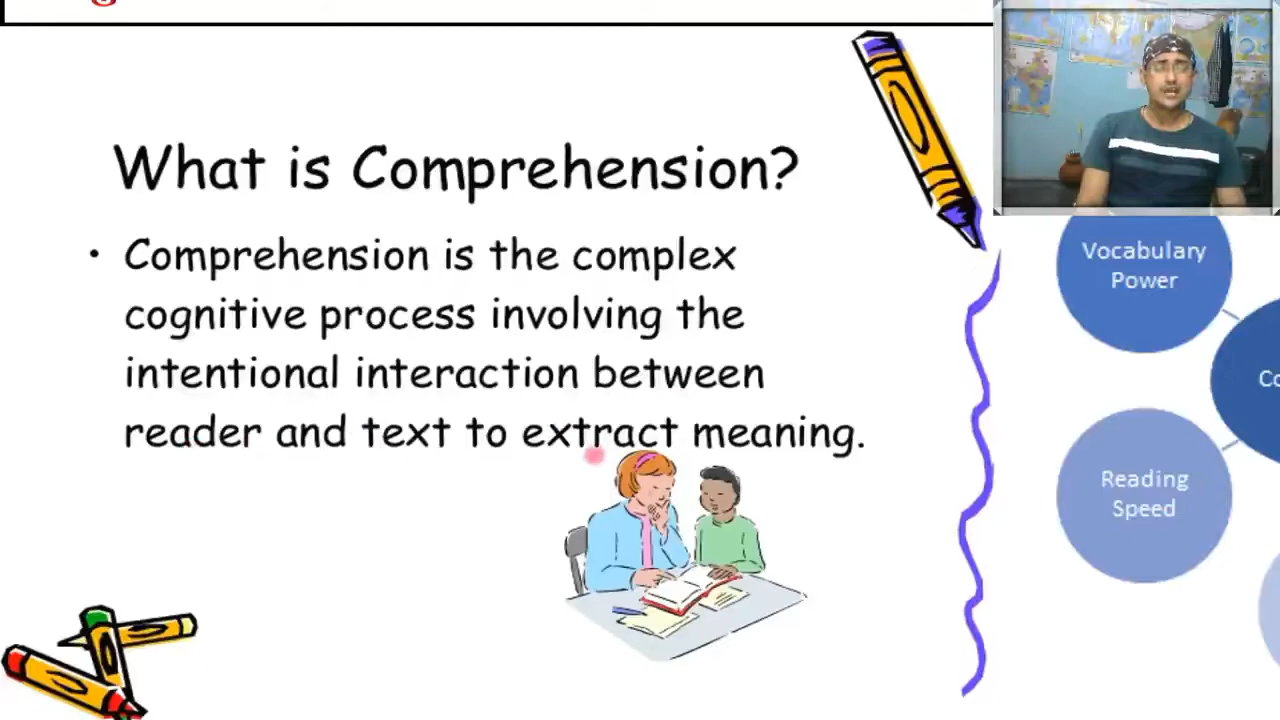 What is Comprehension?
• Comprehension is the complex
cognitive process involving the
intentional interaction between
reader and text to extract meaning.
Vocabulary
Power
Reading
Speed